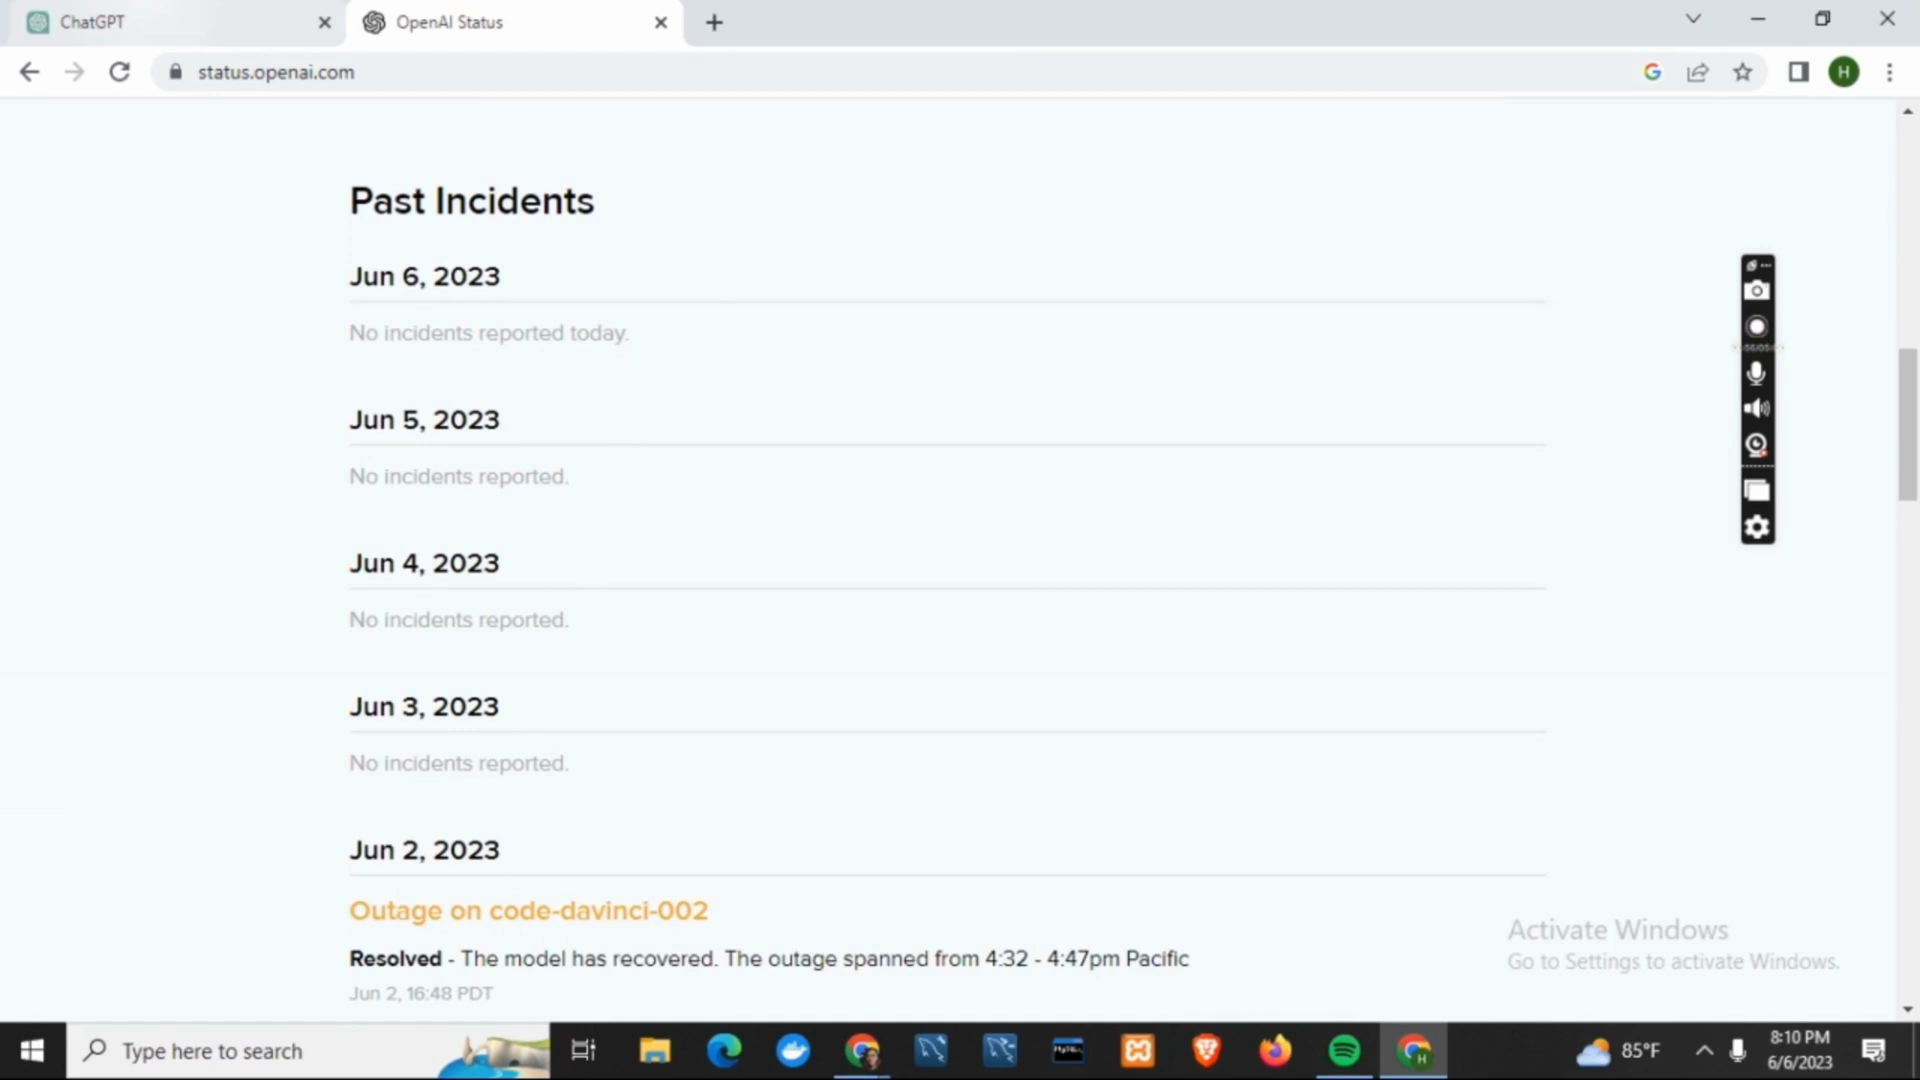 ChatGPT
OpenAI Status
status.openai.com
H
Past Incidents
Jun 6, 2023
No incidents reported today.
Jun 5, 2023
No incidents reported.
Jun 4, 2023
No incidents reported.
Jun 3, 2023
No incidents reported.
Jun 2, 2023
Outage on code-davinci-002
Resolved - The model has recovered. The outage spanned from 4:32 - 4:47pm Pacific
Jun 2, 16:48 PDT
Activate Windows
Go to Settings to activate Windows.
Type here to search
85°F
8:10 PM
6/6/2023